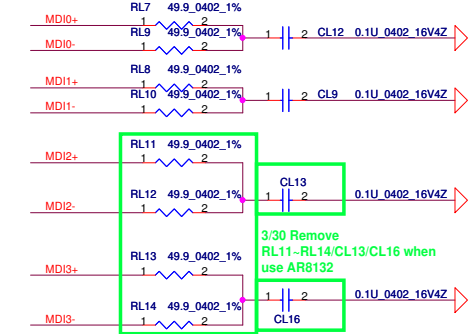 RL7 49.9_0402_1%
MDI0+ 1 2
RL9 49.9_0402_1% 1 2 CL12 0.1U_0402_16V4Z
MDI0- 1 2
RL8 49.9_0402_1%
MDI1+ 1 2
RL10 49.9_0402_1% 1 2 CL9 0.1U_0402_16V4Z
MDI1- 1 2
RL11 49.9_0402_1%
MDI2+ 1 2
CL13
RL12 49.9_0402_1% 1 2 0.1U_0402_16V4Z
MDI2- 1 2
3/30 Remove
RL11~RL14/CL13/CL16 when
use AR8132
RL13 49.9_0402_1%
MDI3+ 1 2
1 2 0.1U_0402_16V4Z
RL14 49.9_0402_1%
CL16
MDI3- 1 2